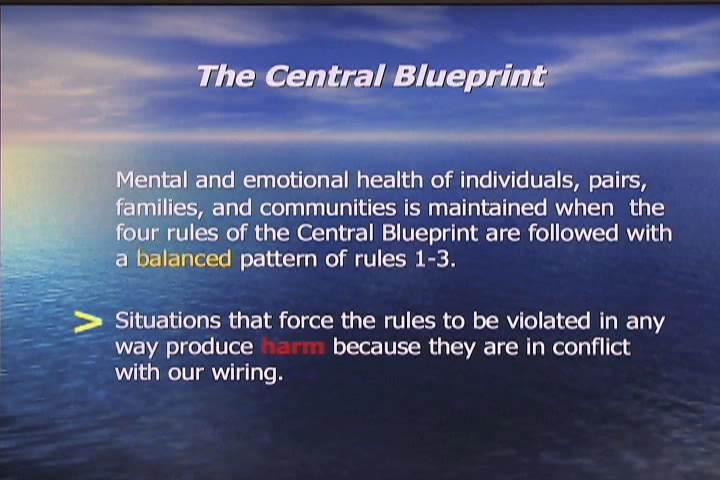 The Central Blueprint
Mental and emotional health of individuals, pairs,
families, and communities is maintained when the
four rules of the Central Blueprint are followed with
a balanced pattern of rules 1-3.
> Situations that force the rules to be violated in any
way produce harm because they are in conflict
with our wiring.